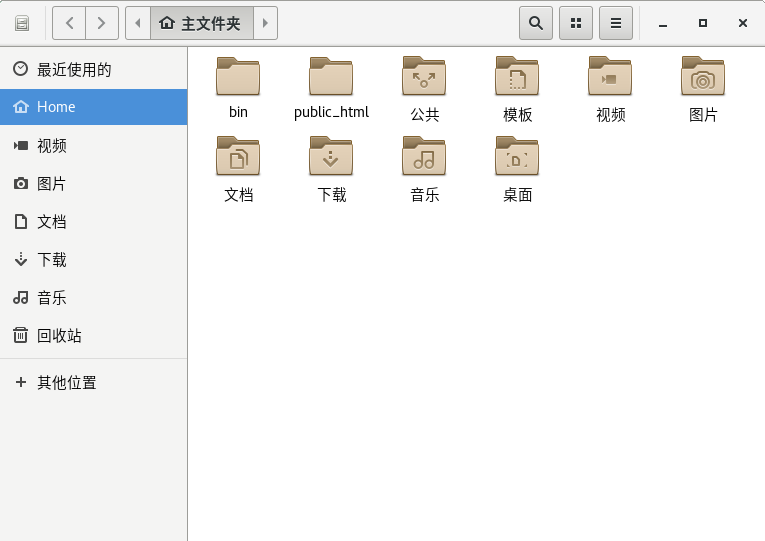 主文件夹
最近使用的
Home
视频
图片
文档
下载
音乐
回收站
其他位置
bin
public_html
公共
模板
视频
图片
文档
下载
音乐
桌面